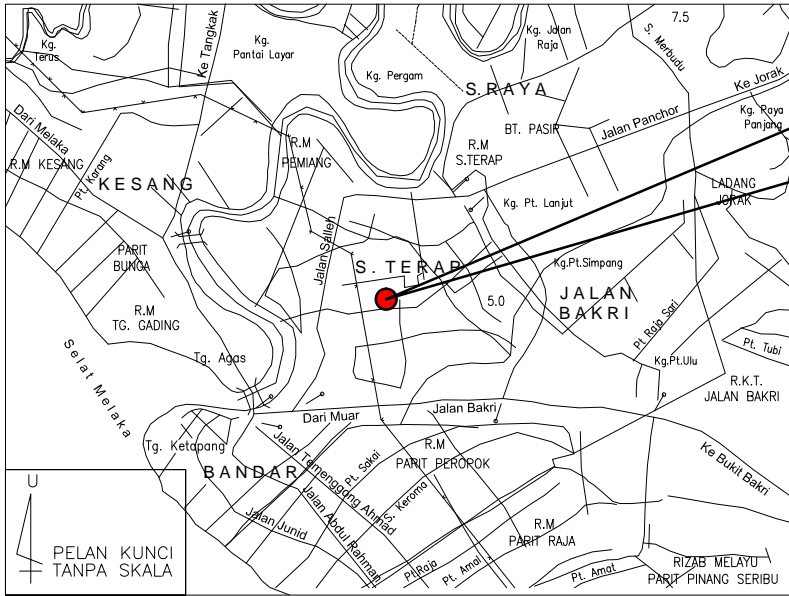 Kg.
Terus
Ke Tangkak
Kg.
Pantai Layar
Kg. Pergam
Kg. Jalan
Raja
S. Merbudu
7.5
Ke Jorak
S.RAYA
Kg. Raya
Panjang
Dari Melaka
R.M KESANG
Pt. Karang
KESANG
R.M
PEMIANG
R.M
S.TERAP
BT. PASIR
Jalan Panchor
LADANG
JORAK
Kg. Pt. Lanjut
Jalan Salleh
PARIT
BUNGA
S. TERAP
Kg.Pt.Simpang
5.0
JALAN
BAKRI
R.M
TG. GADING
Pt Raja Sari
Pt. Tubi
Selat Melaka
Tg. Agas
Kg.Pt.Ulu
R.K.T.
JALAN BAKRI
Dari Muar
Jalan Bakri
Tg. Ketapang
Jalan Temenggong Ahmad
R.M
PARIT PEROPOK
Ke Bukit Bakri
BANDAR
Pt. Sakai
S. Keroma
Jalan Junid
Jalan Abdul Rahman
R.M
PARIT RAJA
Pt.Raja
Pt. Amal
Pt. Amat
RIZAB MELAYU
PARIT PINANG SERIBU
U
PELAN KUNCI
TANPA SKALA